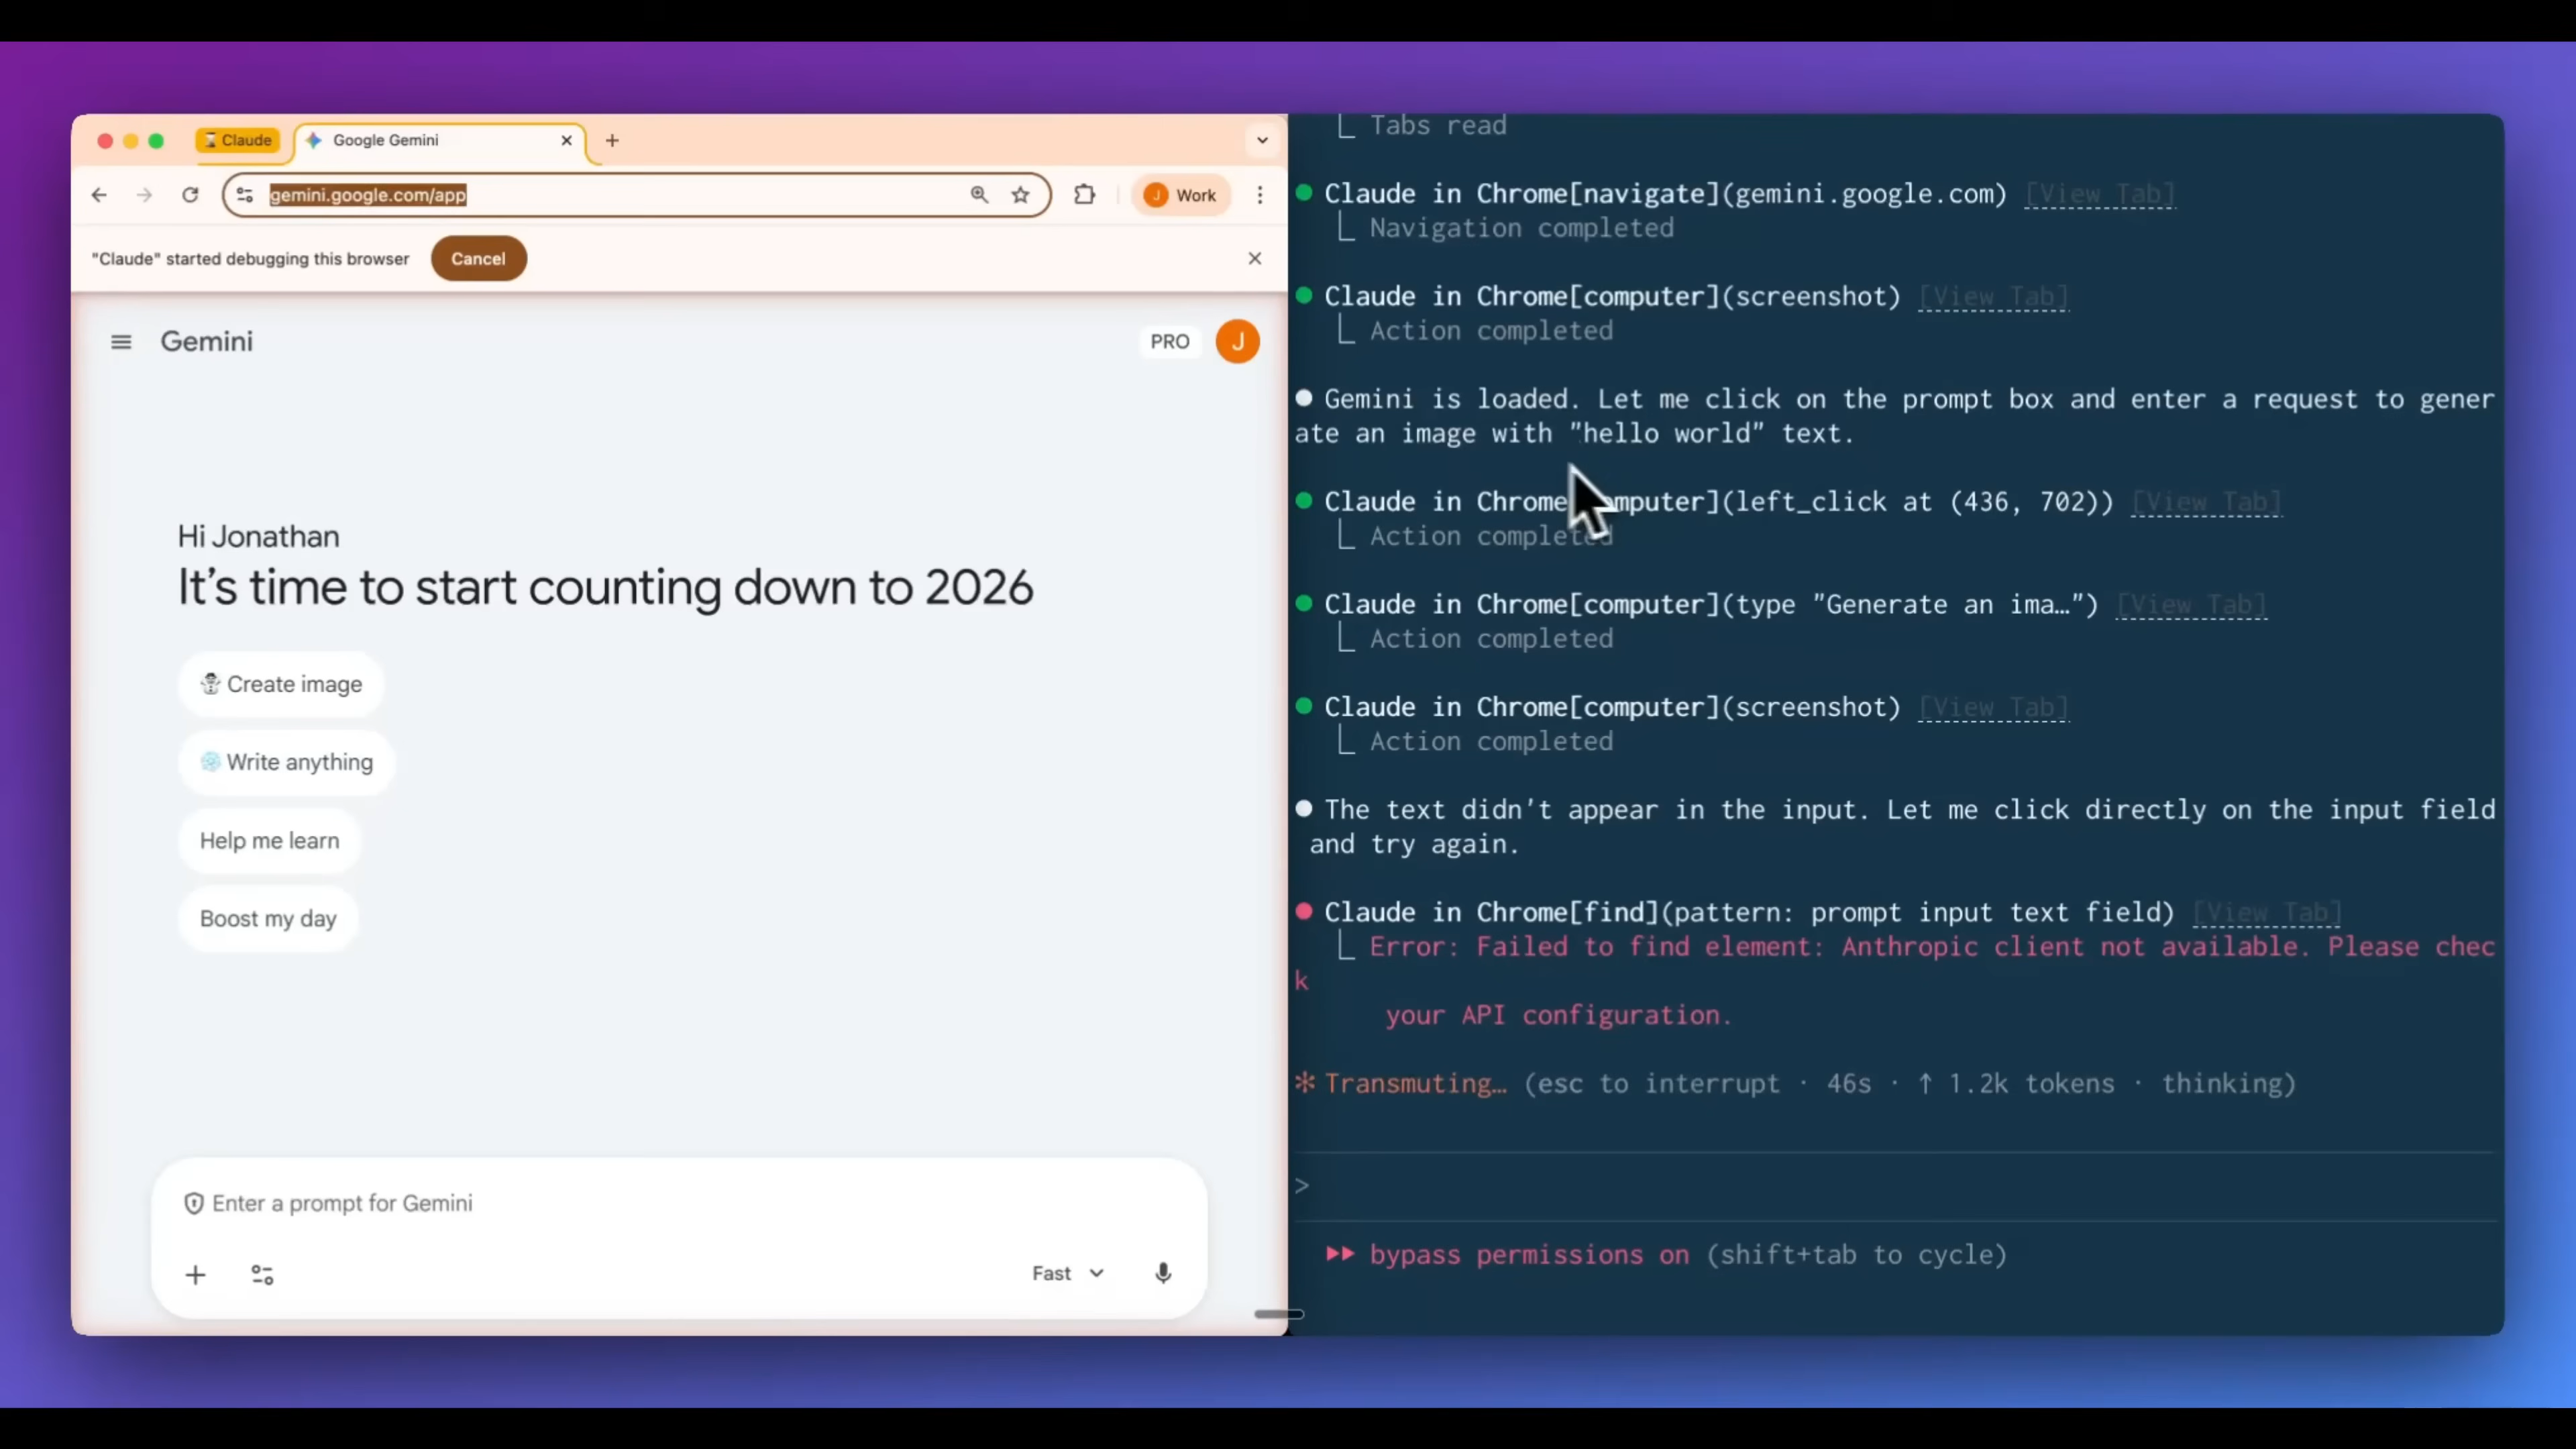 Claude
Google Gemini
gemini.google.com/app
Work
"Claude" started debugging this browser
Cancel
Gemini
PRO
J
Hi Jonathan
It's time to start counting down to 2026
Create image
Write anything
Help me learn
Boost my day
Enter a prompt for Gemini
Fast
Tabs read
Claude in Chrome[navigate](gemini.google.com) [View Tab]
Navigation completed
Claude in Chrome[computer](screenshot) [View Tab]
Action completed
Gemini is loaded. Let me click on the prompt box and enter a request to gener
ate an image with "hello world" text.
Claude in Chrome[computer](left_click at (436, 702)) [View Tab]
Action completed
Claude in Chrome[computer](type "Generate an ima…") [View Tab]
Action completed
Claude in Chrome[computer](screenshot) [View Tab]
Action completed
The text didn't appear in the input. Let me click directly on the input field
and try again.
Claude in Chrome[find](pattern: prompt input text field) [View Tab]
Error: Failed to find element: Anthropic client not available. Please chec
k
your API configuration.
Transmuting… (esc to interrupt · 46s · ↑ 1.2k tokens · thinking)
>
bypass permissions on (shift+tab to cycle)